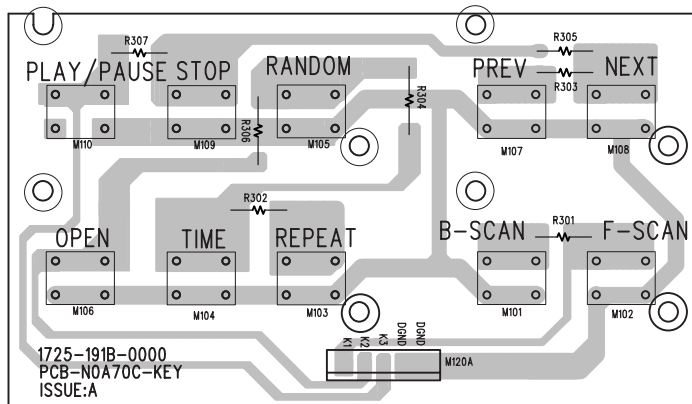 R307
R305
PLAY/PAUSE STOP RANDOM PREV NEXT
R303
R304
R306
M110 M109 M105 M107 M108
R302
R301
OPEN TIME REPEAT B-SCAN F-SCAN
M106 M104 M103 M101 M102
K1 K2 K3 DGND DGND
M120A
1725-191B-0000
PCB-N0A70C-KEY
ISSUE:A